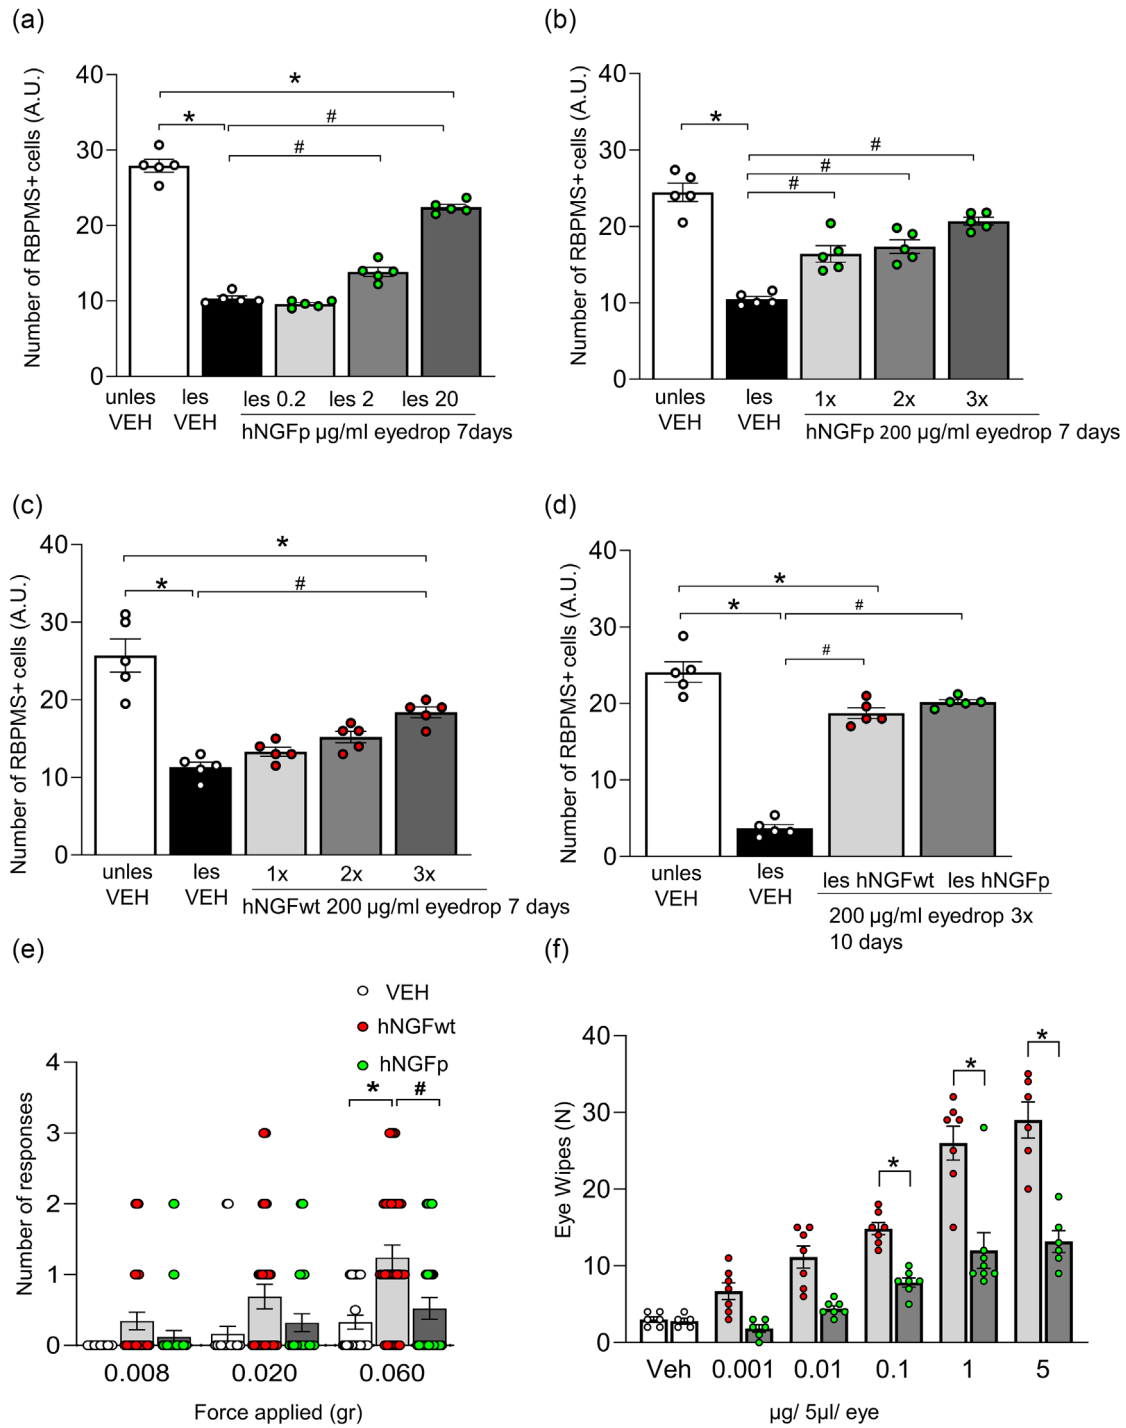 (a)
Number of RBPMS+ cells (A.U.)
40
30
20
10
0
*
*
#
#
unles VEH
les VEH
les 0.2
les 2
les 20
hNGFp µg/ml eyedrop 7days
(b)
Number of RBPMS+ cells (A.U.)
40
30
20
10
0
*
#
#
#
unles VEH
les VEH
1x
2x
3x
hNGFp 200 µg/ml eyedrop 7 days
(c)
Number of RBPMS+ cells (A.U.)
40
30
20
10
0
*
*
#
unles VEH
les VEH
1x
2x
3x
hNGFwt 200 µg/ml eyedrop 7 days
(d)
Number of RBPMS+ cells (A.U.)
40
30
20
10
0
*
*
#
#
unles VEH
les VEH
les hNGFwt
les hNGFp
200 µg/ml eyedrop 3x
10 days
(e)
VEH
hNGFwt
hNGFp
*
#
Number of responses
4
3
2
1
0
0.008
0.020
0.060
Force applied (gr)
(f)
Eye Wipes (N)
40
30
20
10
0
*
*
*
Veh
0.001
0.01
0.1
1
5
µg/ 5µl/ eye